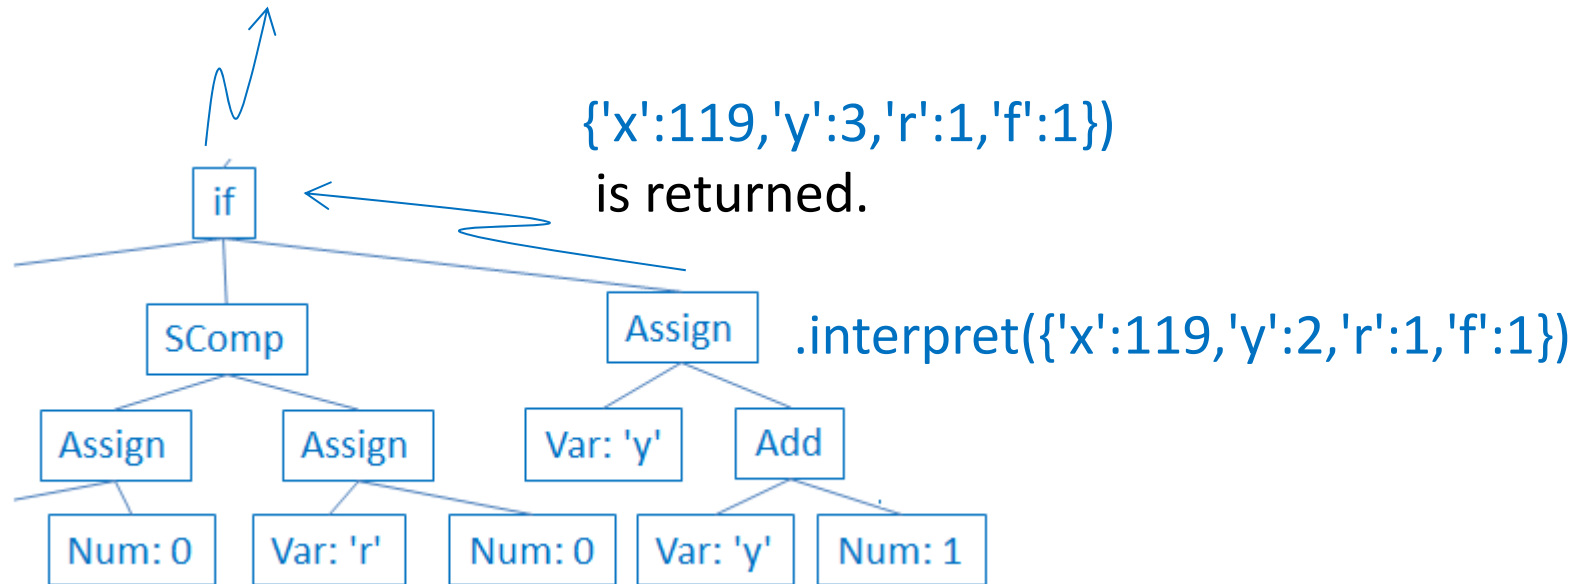 {'x':119,'y':3,'r':1,'f':1})
is returned.
if
SComp
Assign
.interpret({'x':119,'y':2,'r':1,'f':1})
Assign
Assign
Var: 'y'
Add
Num: 0
Var: 'r'
Num: 0
Var: 'y'
Num: 1